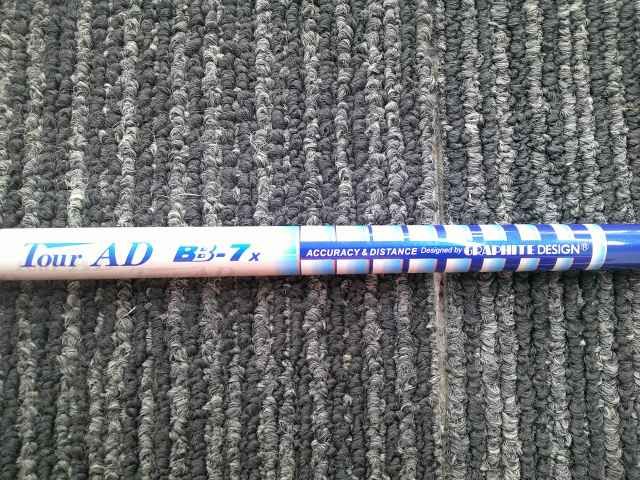 Tour AD BB-7x ACCURACY & DISTANCE Designed by GRAPHITE DESIGN®